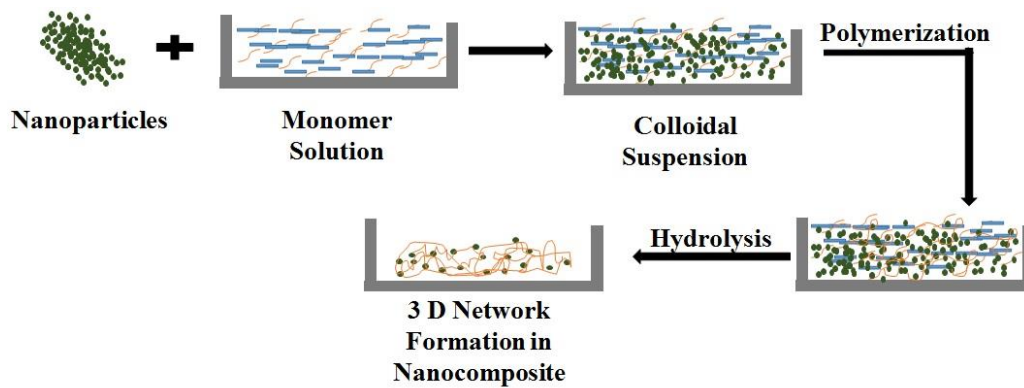 Nanoparticles
Monomer
Solution
Colloidal
Suspension
Polymerization
Hydrolysis
3 D Network
Formation in
Nanocomposite